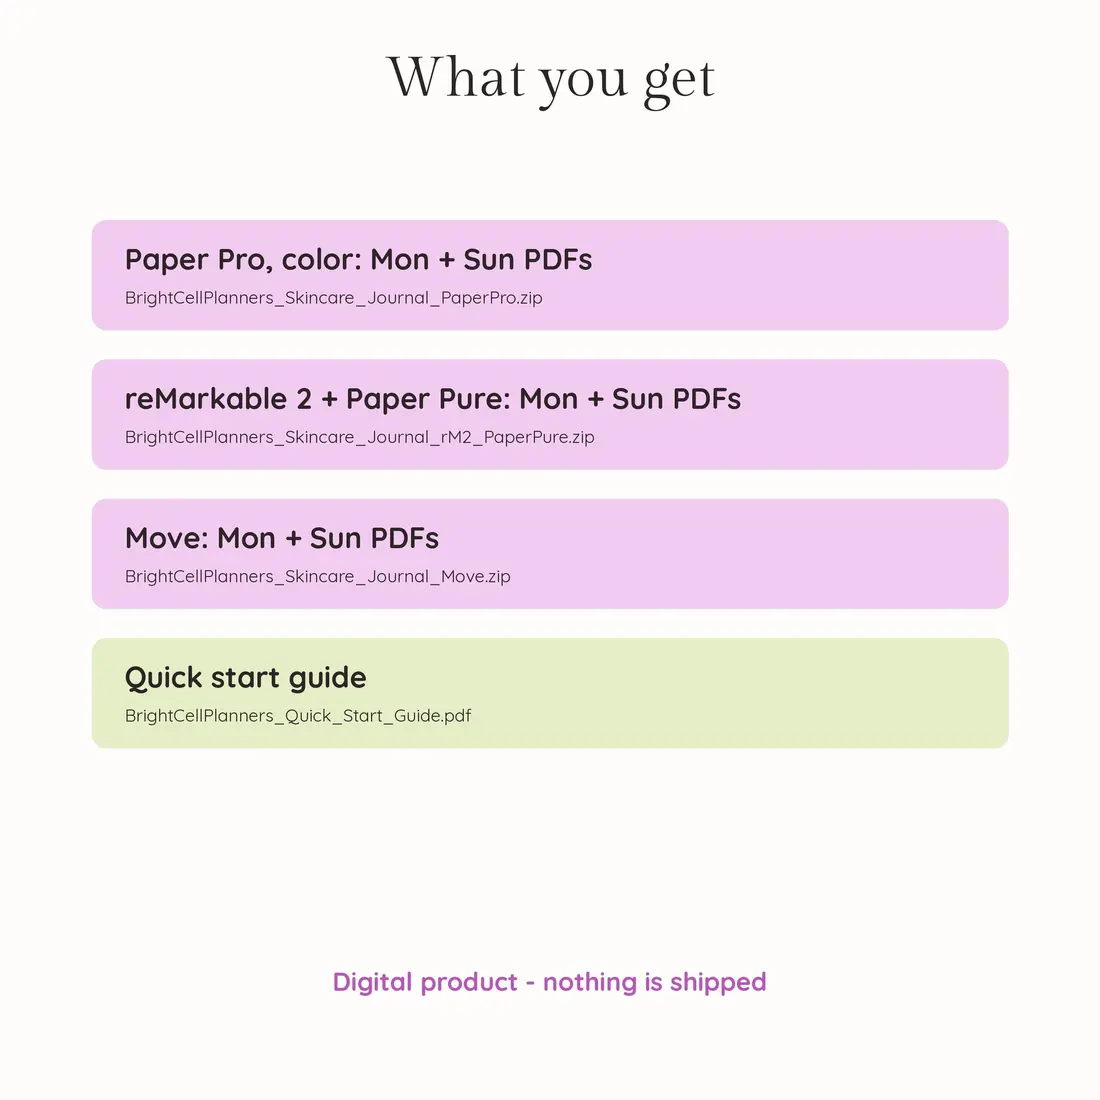 What you get
Paper Pro, color: Mon + Sun PDFs
BrightCellPlanners_Skincare_Journal_PaperPro.zip
reMarkable 2 + Paper Pure: Mon + Sun PDFs
BrightCellPlanners_Skincare_Journal_rM2_PaperPure.zip
Move: Mon + Sun PDFs
BrightCellPlanners_Skincare_Journal_Move.zip
Quick start guide
BrightCellPlanners_Quick_Start_Guide.pdf
Digital product - nothing is shipped